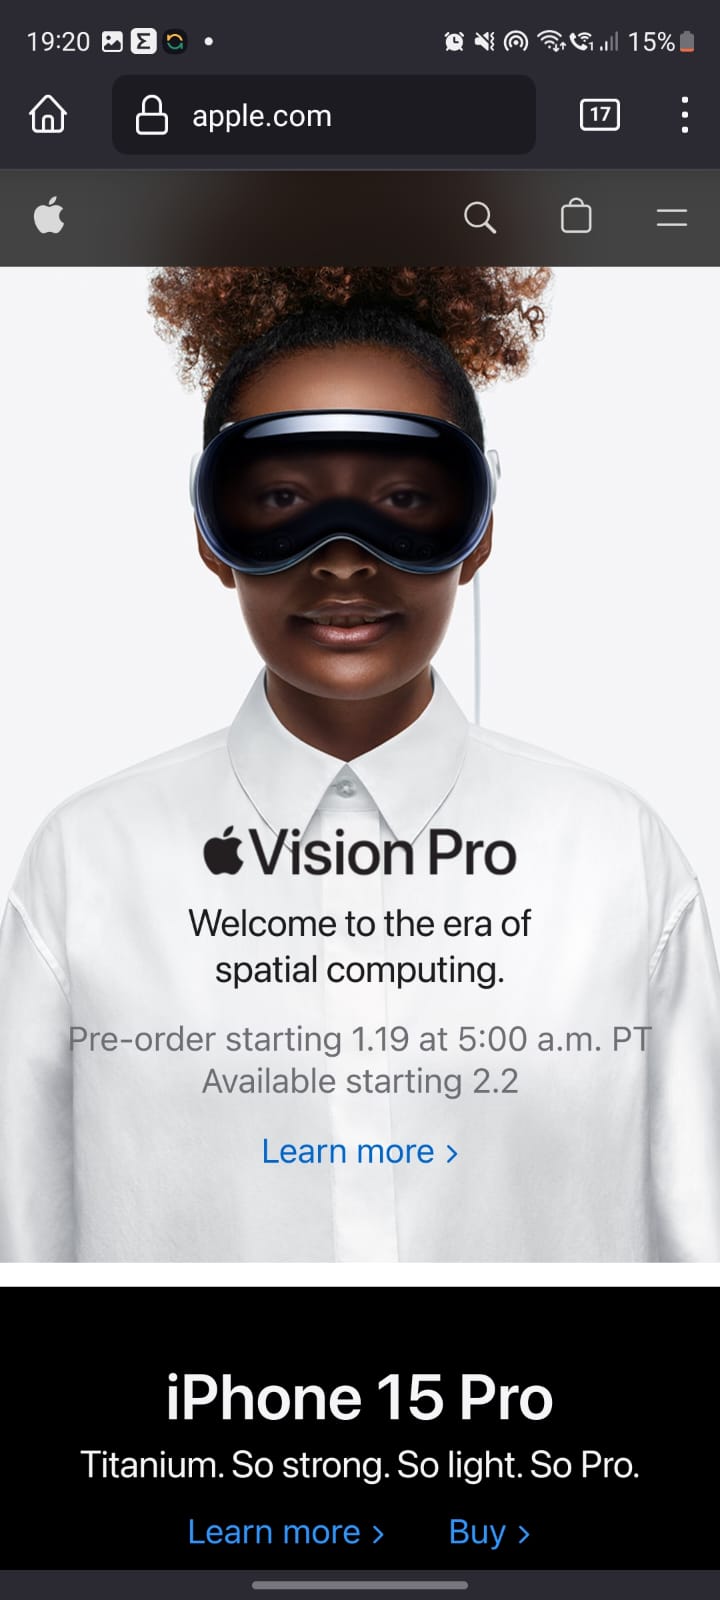 19:20
15%
apple.com
17
Vision Pro
Welcome to the era of
spatial computing.
Pre-order starting 1.19 at 5:00 a.m. PT
Available starting 2.2
Learn more >
iPhone 15 Pro
Titanium. So strong. So light. So Pro.
Learn more > Buy >